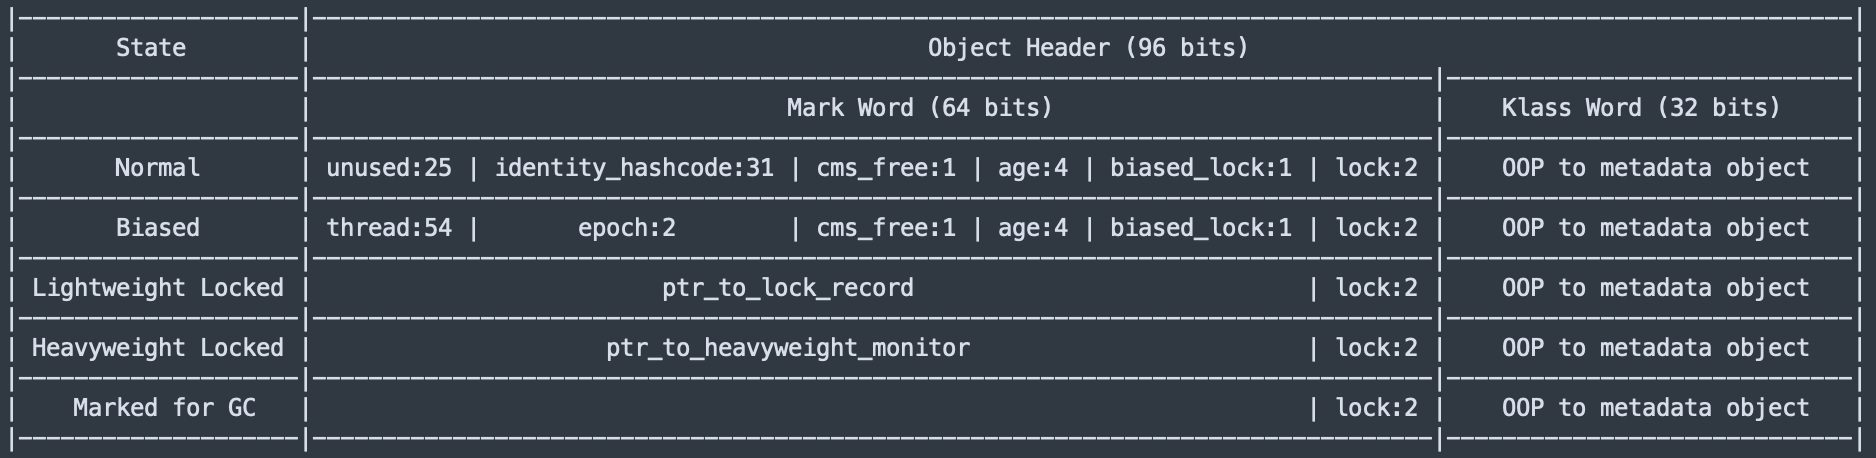 State | Object Header (96 bits)
Mark Word (64 bits) | Klass Word (32 bits)
Normal | unused:25 | identity_hashcode:31 | cms_free:1 | age:4 | biased_lock:1 | lock:2 | OOP to metadata object
Biased | thread:54 | epoch:2 | cms_free:1 | age:4 | biased_lock:1 | lock:2 | OOP to metadata object
Lightweight Locked | ptr_to_lock_record | lock:2 | OOP to metadata object
Heavyweight Locked | ptr_to_heavyweight_monitor | lock:2 | OOP to metadata object
Marked for GC | | lock:2 | OOP to metadata object